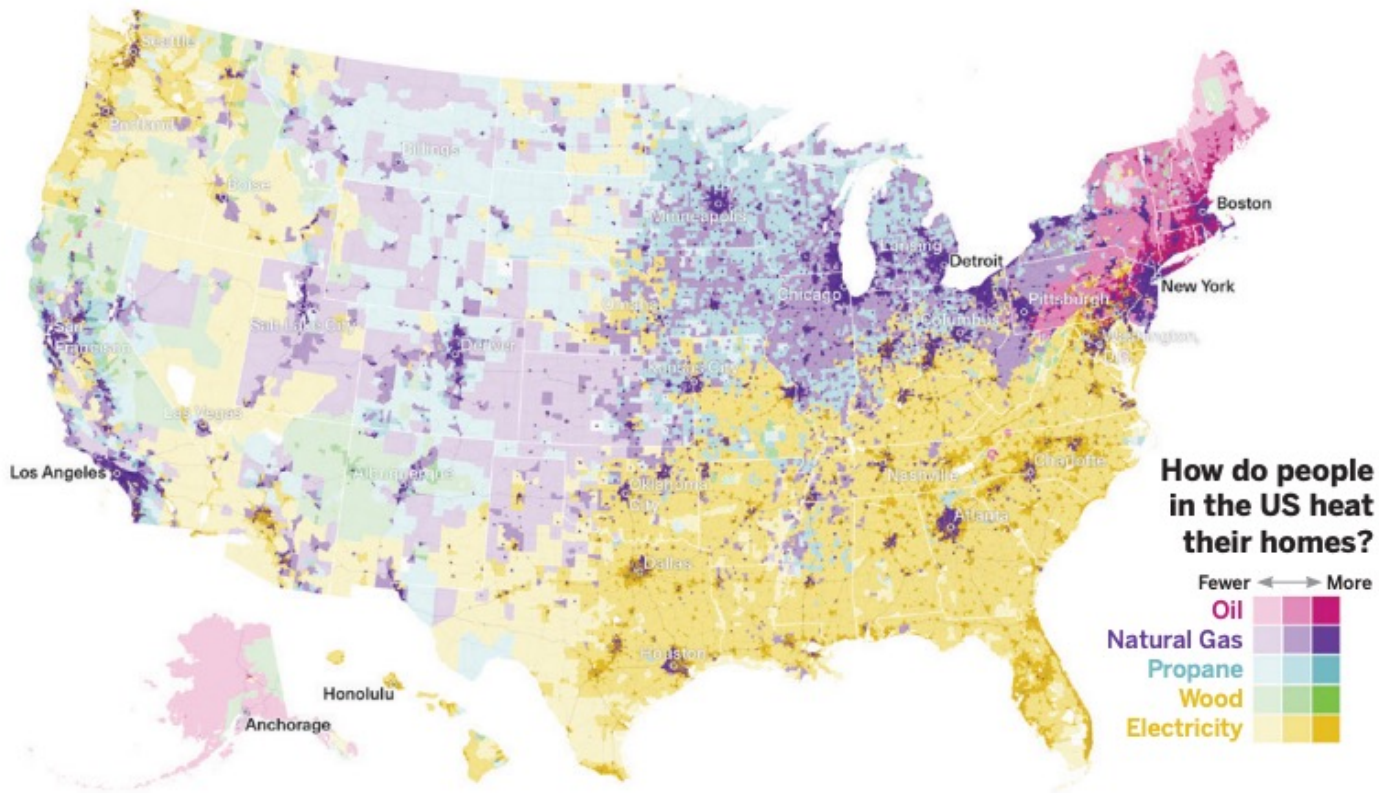 Seattle
Portland
Billings
Boise
Minneapolis
Boston
Lansing
Detroit
New York
Chicago
Pittsburgh
Salt Lake City
Omaha
Columbus
San
Francisco
Denver
Washington,
D.C.
Kansas City
Las Vegas
Los Angeles
Albuquerque
Nashville
Charlotte
Oklahoma
City
Atlanta
Dallas
Houston
Honolulu
Anchorage
How do people
in the US heat
their homes?
Fewer More
Oil
Natural Gas
Propane
Wood
Electricity